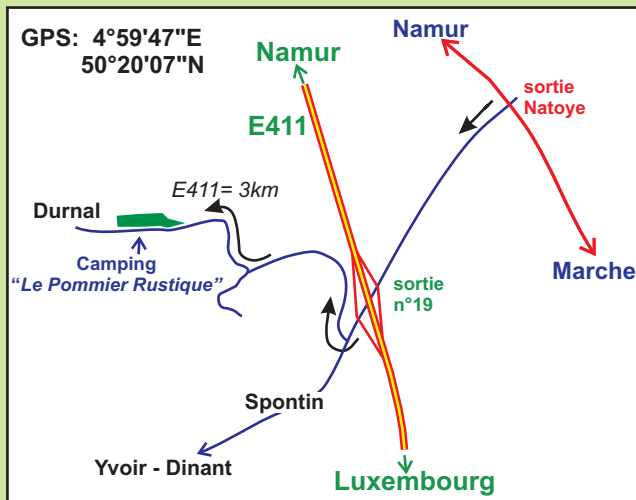 GPS: 4°59'47"E
50°20'07"N
Namur
Namur
sortie
Natoye
E411
E411= 3km
Durnal
Camping
“Le Pommier Rustique”
Marche
sortie
n°19
Spontin
Yvoir - Dinant
Luxembourg